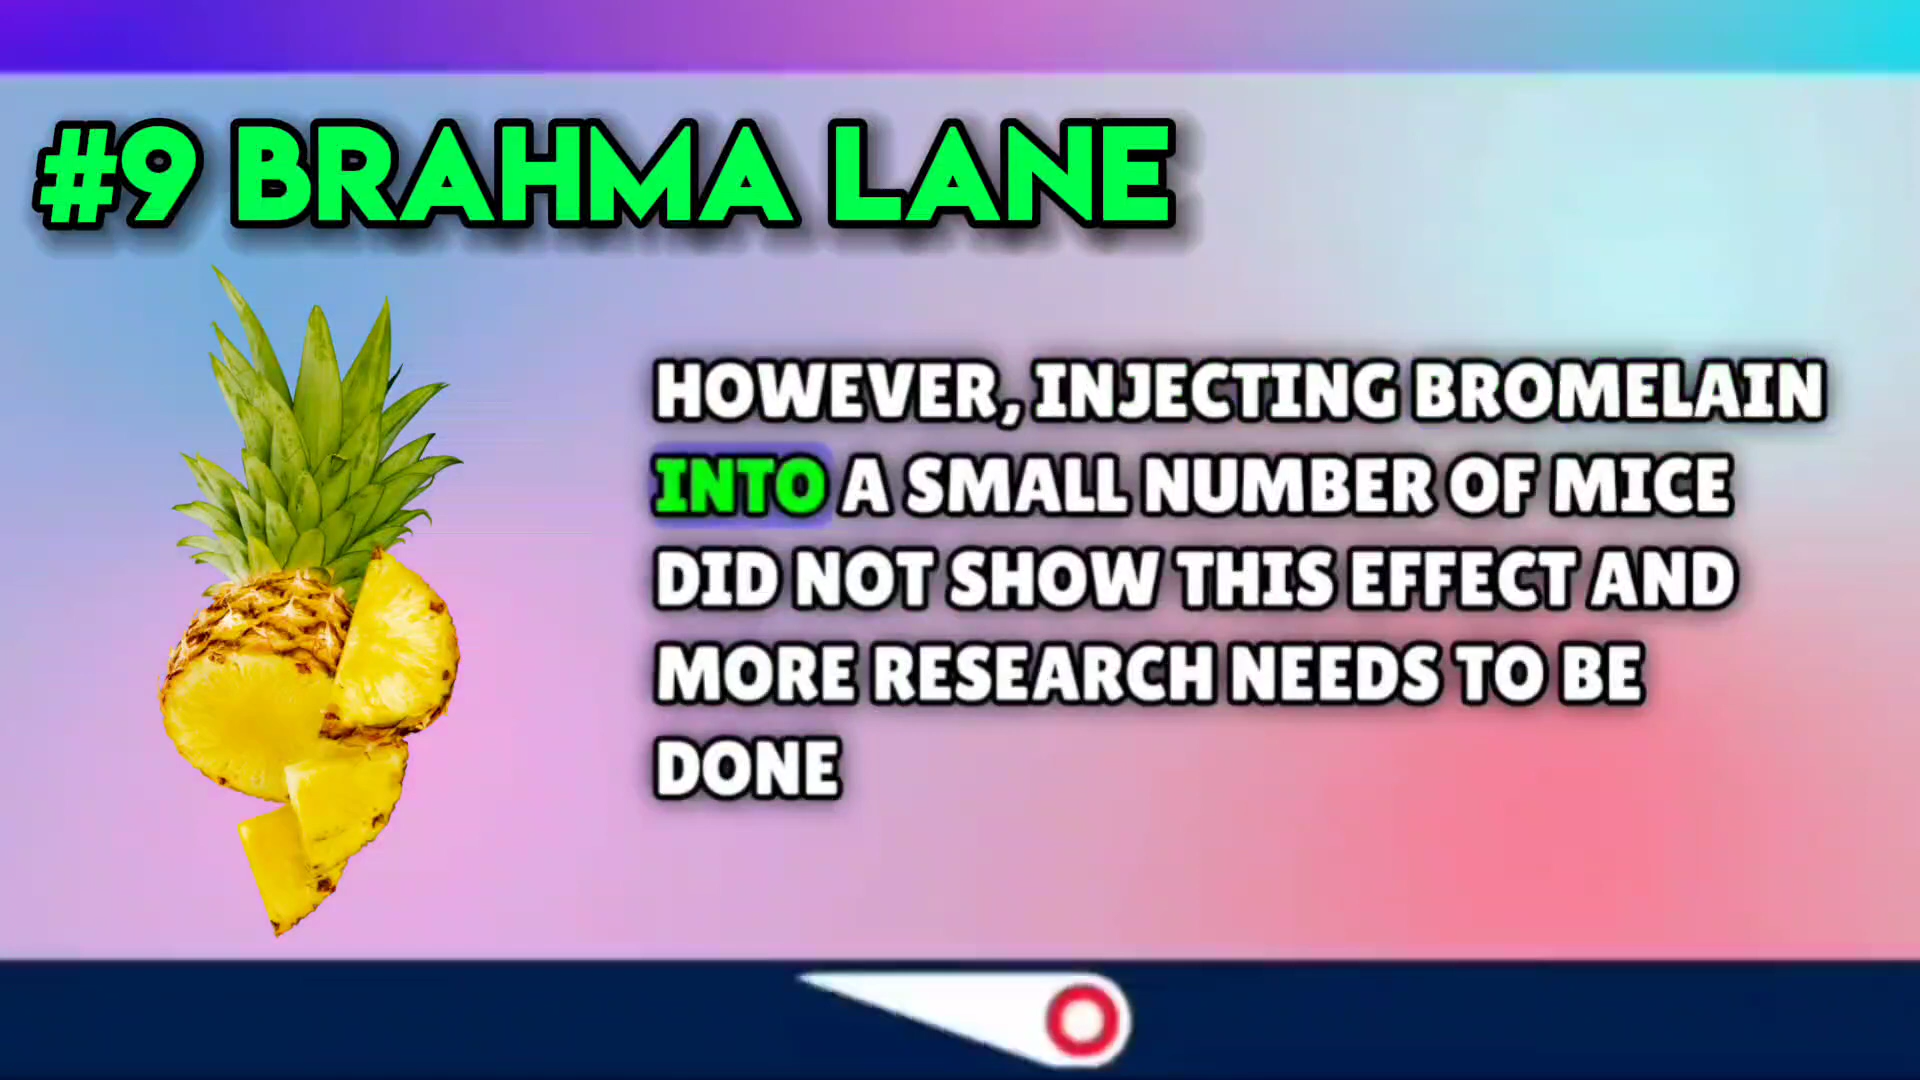 #9 BRAHMA LANE
HOWEVER, INJECTING BROMELAIN
INTO A SMALL NUMBER OF MICE
DID NOT SHOW THIS EFFECT AND
MORE RESEARCH NEEDS TO BE
DONE